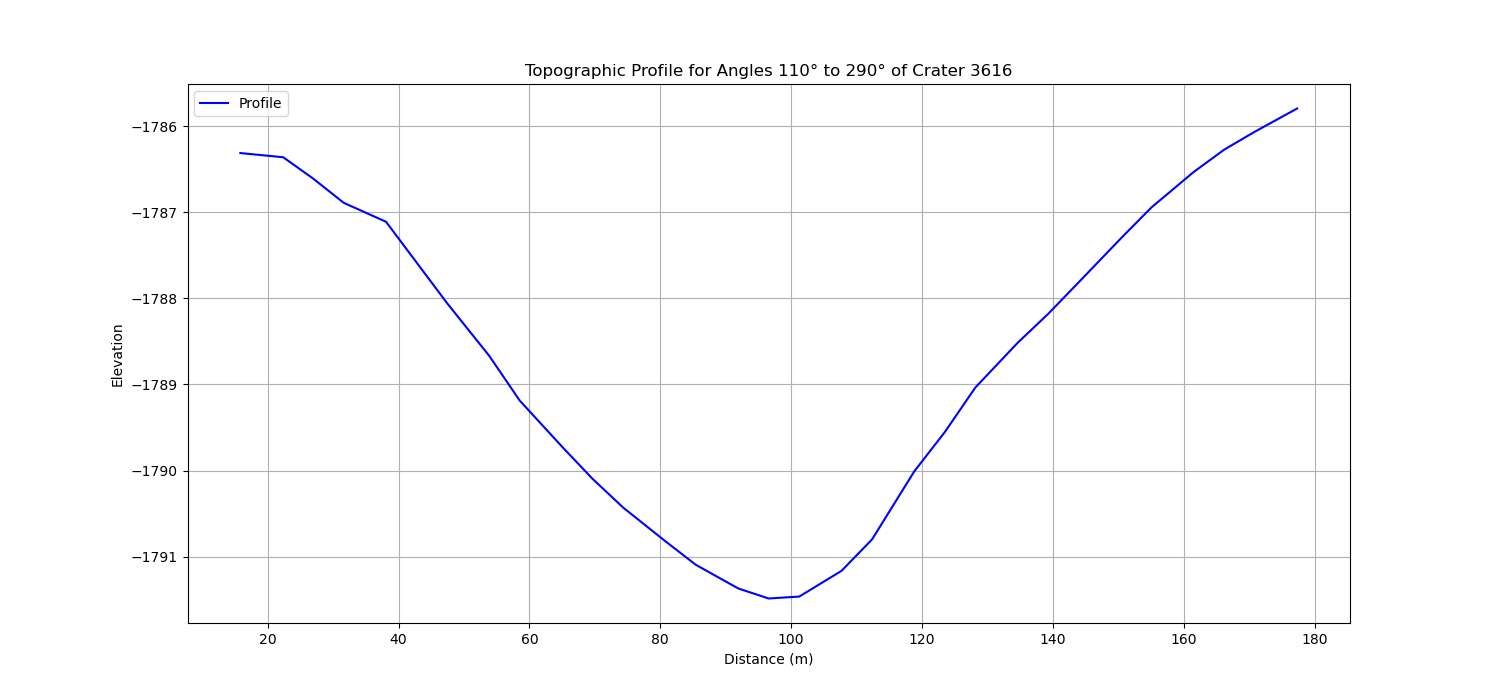 Topographic Profile for Angles 110° to 290° of Crater 3616
Profile
−1786
−1787
−1788
−1789
−1790
−1791
Elevation
20 40 60 80 100 120 140 160 180
Distance (m)